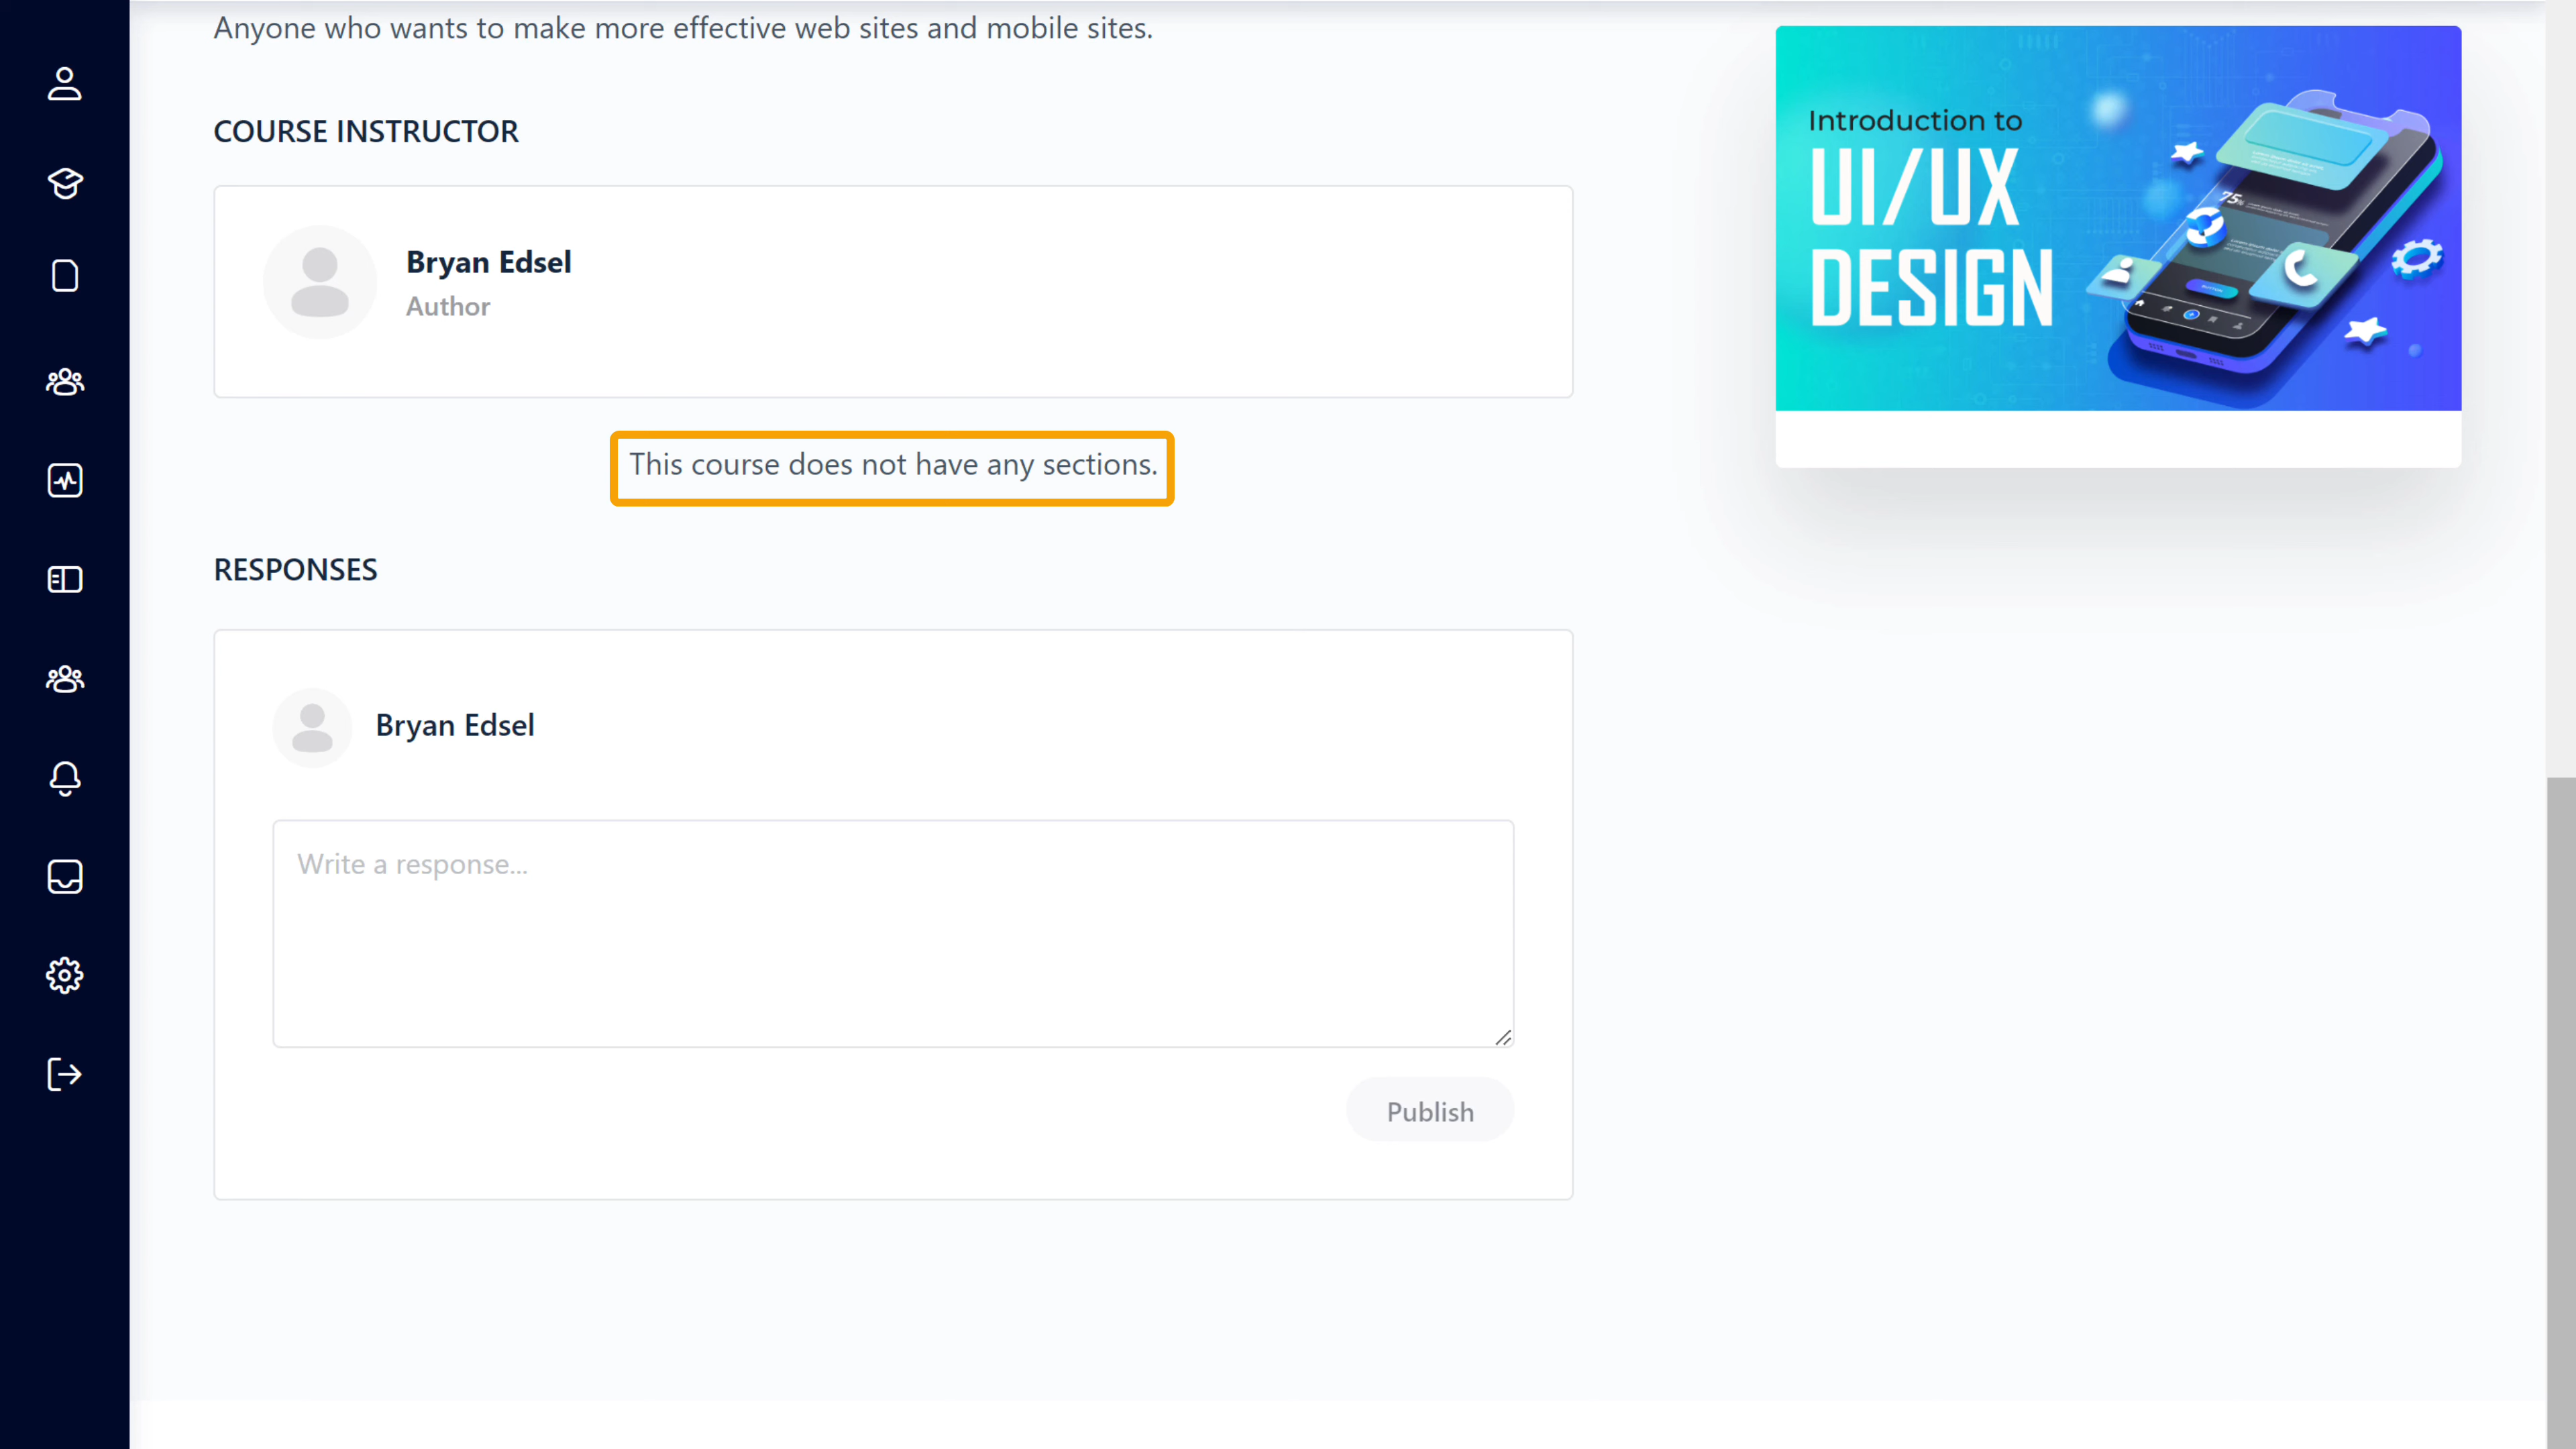 Anyone who wants to make more effective web sites and mobile sites.
COURSE INSTRUCTOR
Bryan Edsel
Author
This course does not have any sections.
RESPONSES
Bryan Edsel
Write a response...
Publish
Introduction to
UI/UX
DESIGN
75%